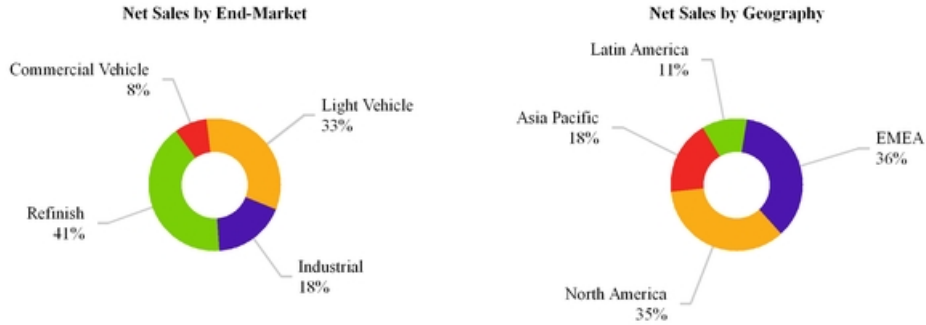 Net Sales by End-Market
Commercial Vehicle
8%
Light Vehicle
33%
Refinish
41%
Industrial
18%
Net Sales by Geography
Latin America
11%
Asia Pacific
18%
EMEA
36%
North America
35%